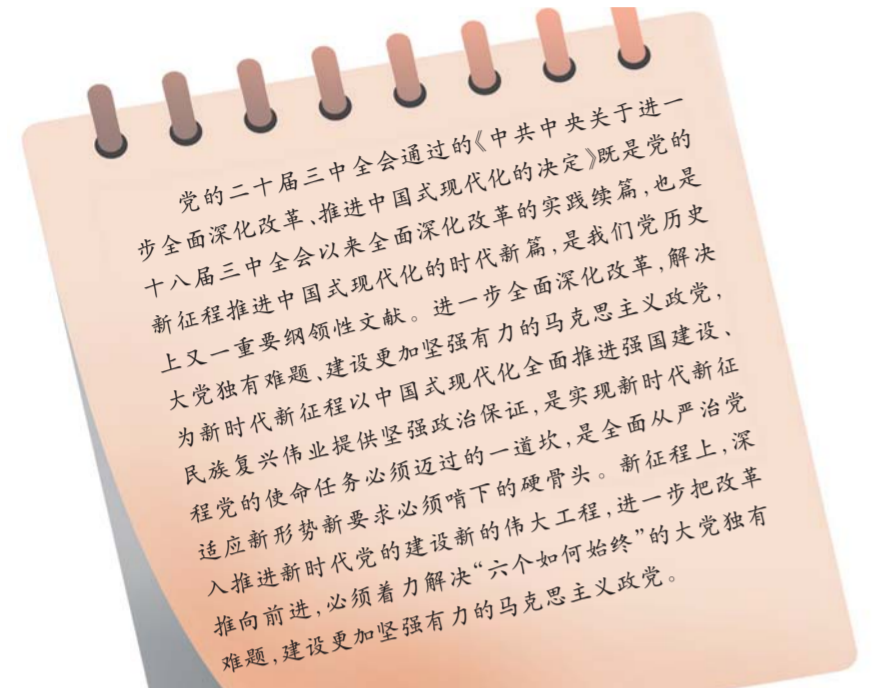 党的二十届三中全会通过的《中共中央关于进一
步全面深化改革、推进中国式现代化的决定》既是党的
十八届三中全会以来全面深化改革的实践续篇,也是
新征程推进中国式现代化的时代新篇,是我们党历史
上又一重要纲领性文献。进一步全面深化改革,解决
大党独有难题、建设更加坚强有力的马克思主义政党,
为新时代新征程以中国式现代化全面推进强国建设、
民族复兴伟业提供坚强政治保证,是实现新时代新征
程党的使命任务必须迈过的一道坎,是全面从严治党
适应新形势新要求必须啃下的硬骨头。新征程上,深
入推进新时代党的建设新的伟大工程,进一步把改革
推向前进,必须着力解决“六个如何始终”的大党独有
难题,建设更加坚强有力的马克思主义政党。